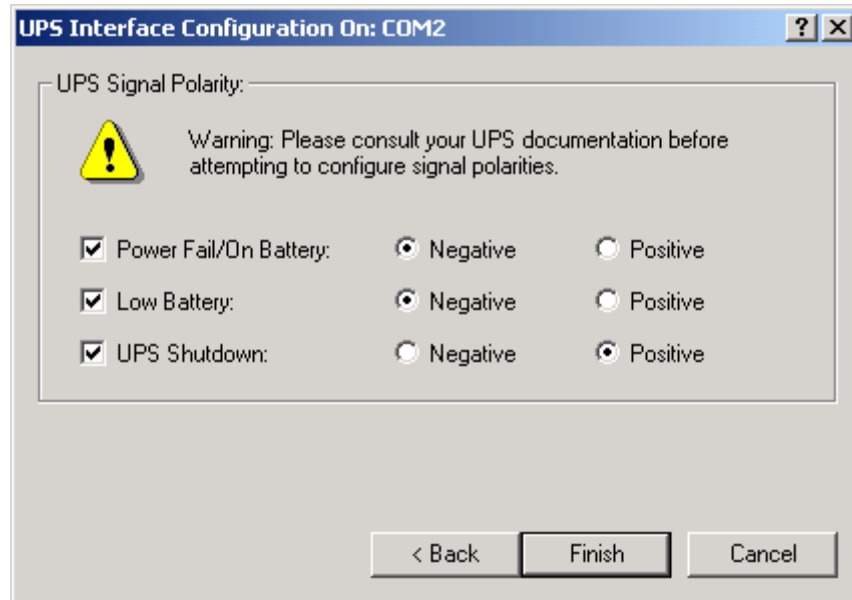 UPS Interface Configuration On: COM2
UPS Signal Polarity:
Warning: Please consult your UPS documentation before
attempting to configure signal polarities.
Power Fail/On Battery: Negative Positive
Low Battery: Negative Positive
UPS Shutdown: Negative Positive
< Back Finish Cancel